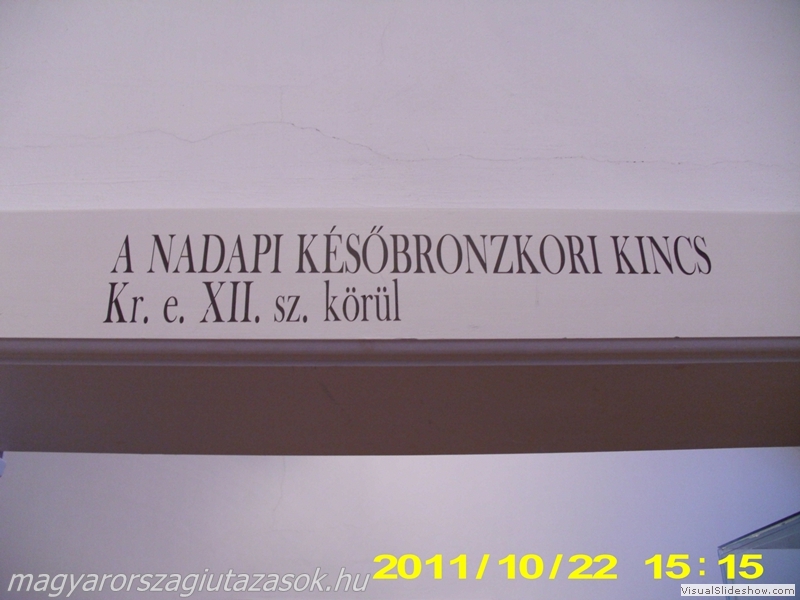 A NADAPI KÉSŐBRONZKORI KINCS
Kr. e. XII. sz. körül
2011/10/22 15:15
magyarorszagiutazasok.hu
VisualSlideshow.com